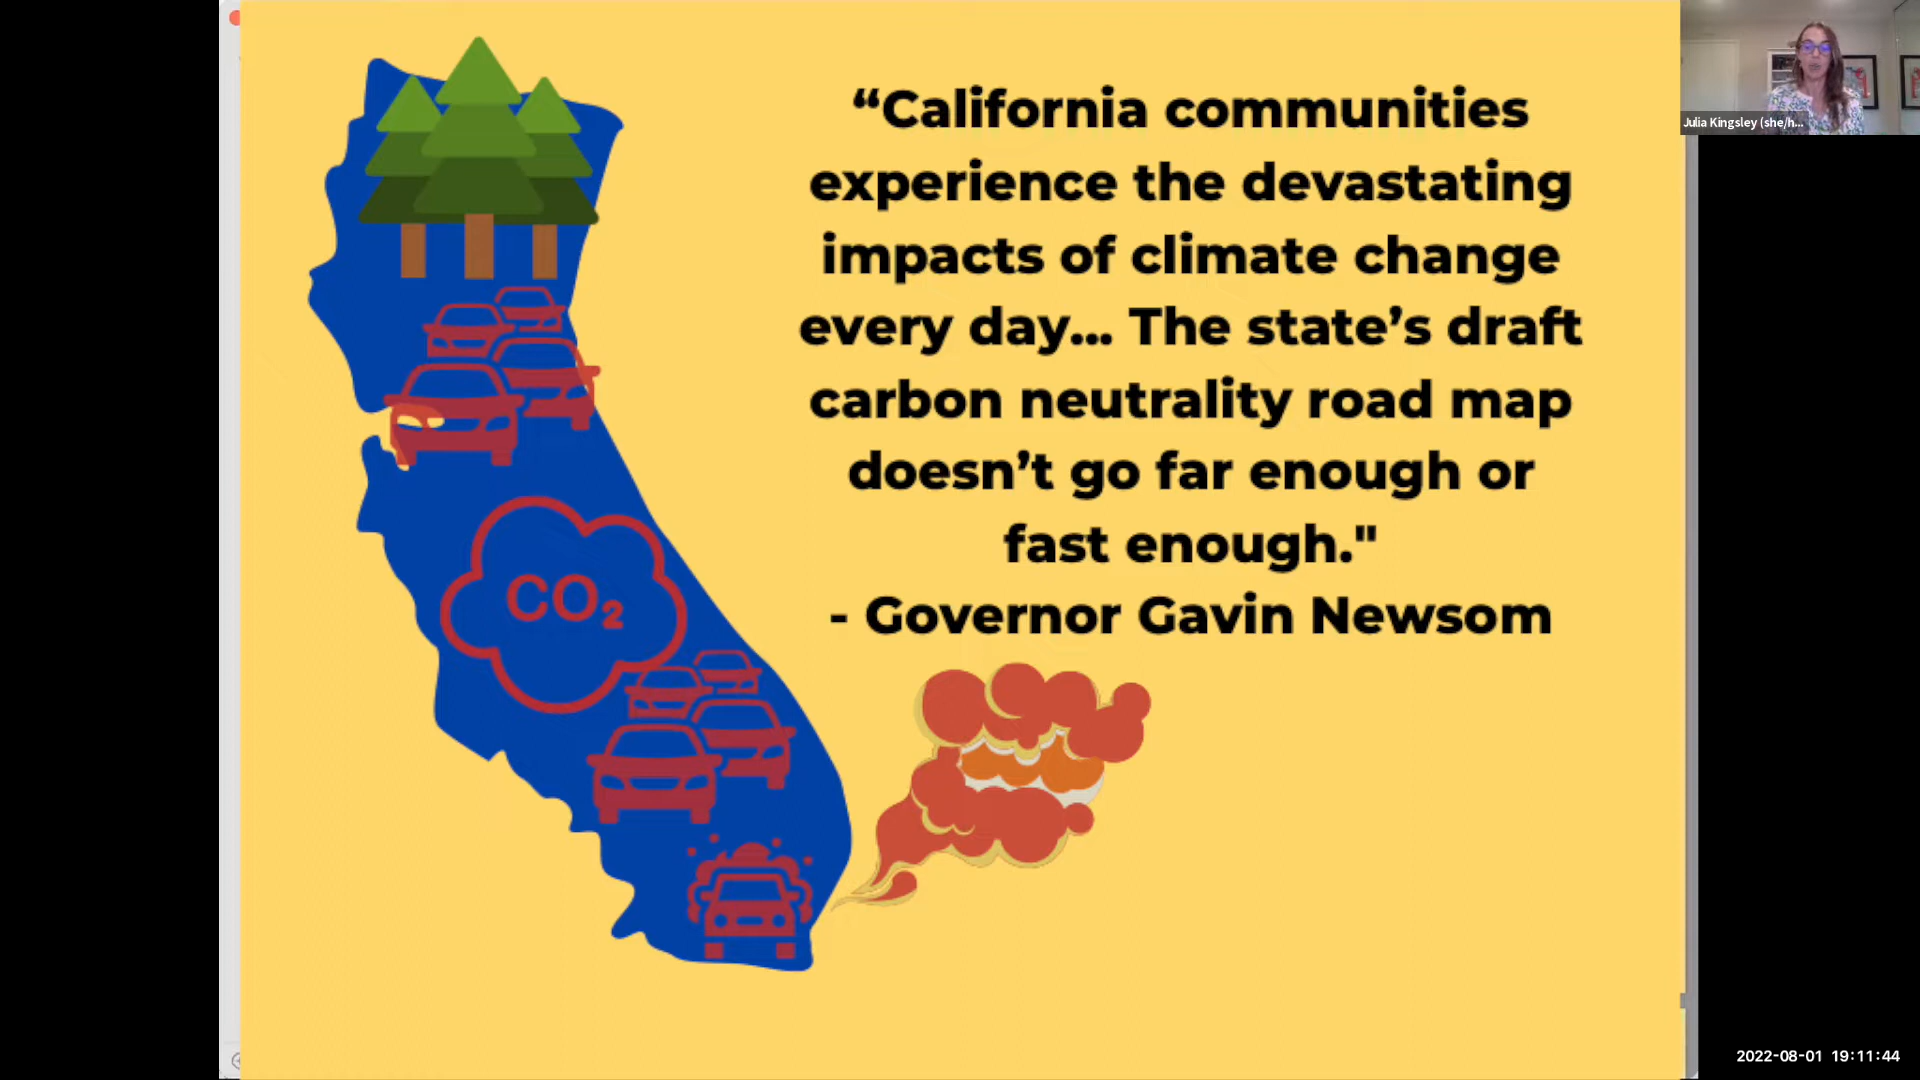 “California communities
experience the devastating
impacts of climate change
every day... The state’s draft
carbon neutrality road map
doesn’t go far enough or
fast enough."
- Governor Gavin Newsom
CO₂
Julia Kingsley (she/h...
2022-08-01 19:11:44